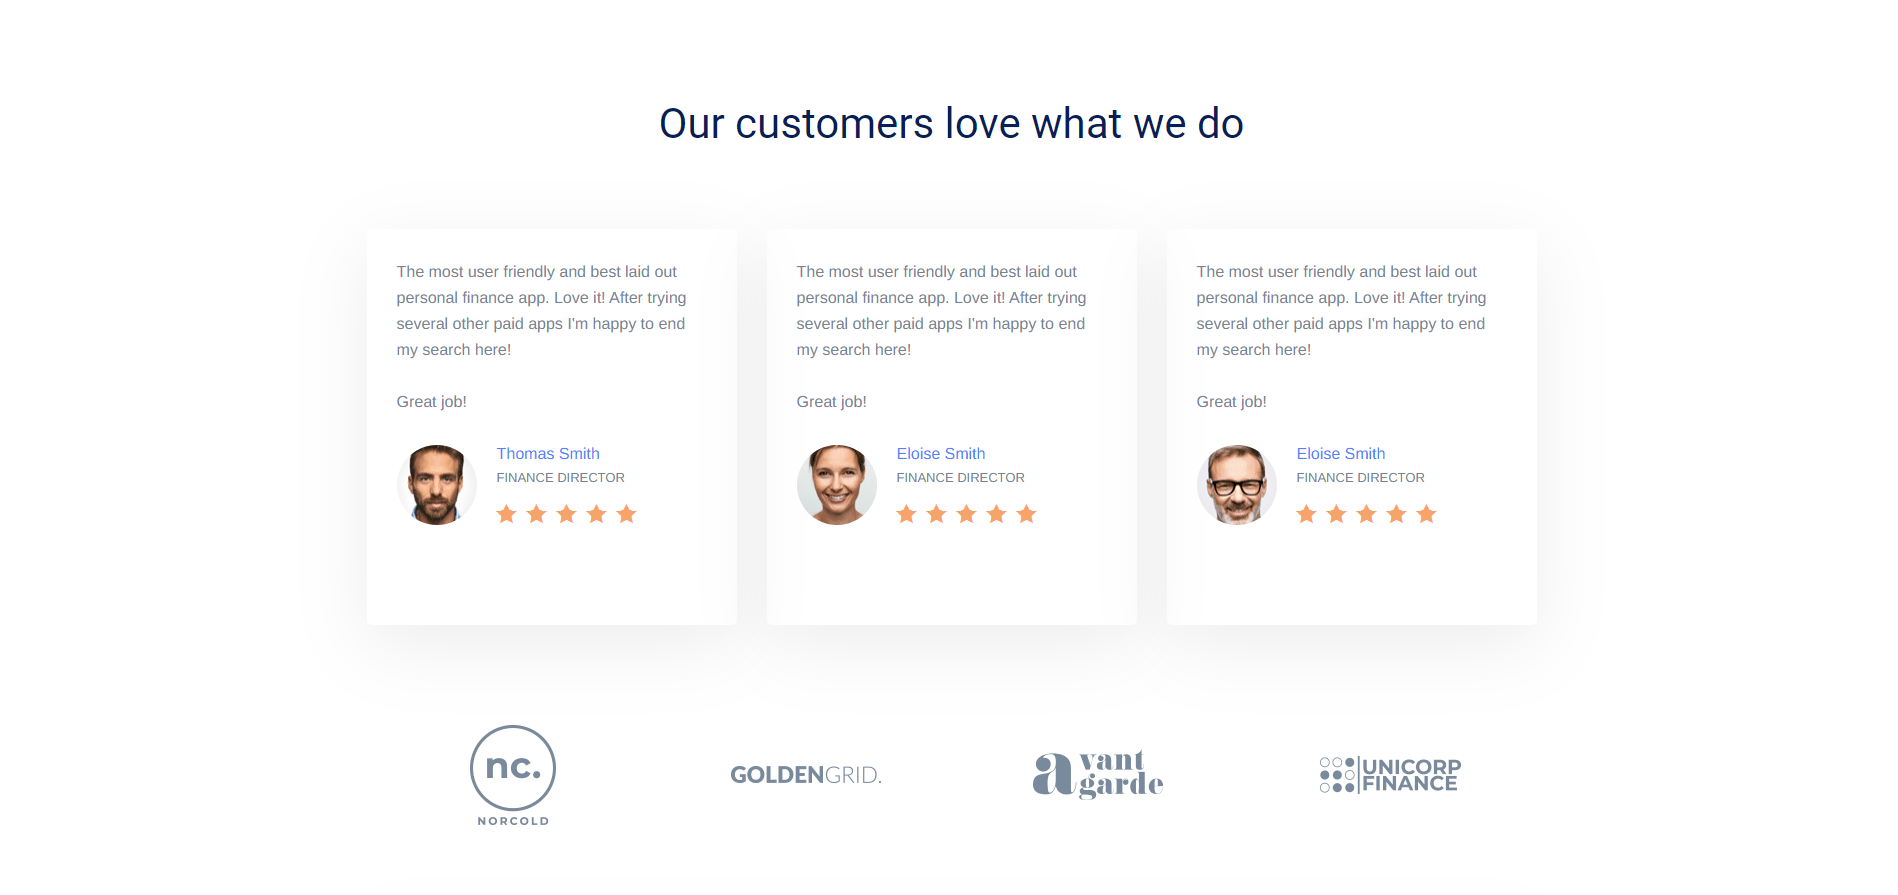 Our customers love what we do
The most user friendly and best laid out
personal finance app. Love it! After trying
several other paid apps I'm happy to end
my search here!
Great job!
Thomas Smith
FINANCE DIRECTOR
The most user friendly and best laid out
personal finance app. Love it! After trying
several other paid apps I'm happy to end
my search here!
Great job!
Eloise Smith
FINANCE DIRECTOR
The most user friendly and best laid out
personal finance app. Love it! After trying
several other paid apps I'm happy to end
my search here!
Great job!
Eloise Smith
FINANCE DIRECTOR
nc.
NORCOLD
GOLDENGRID.
avant
garde
UNICORP
FINANCE